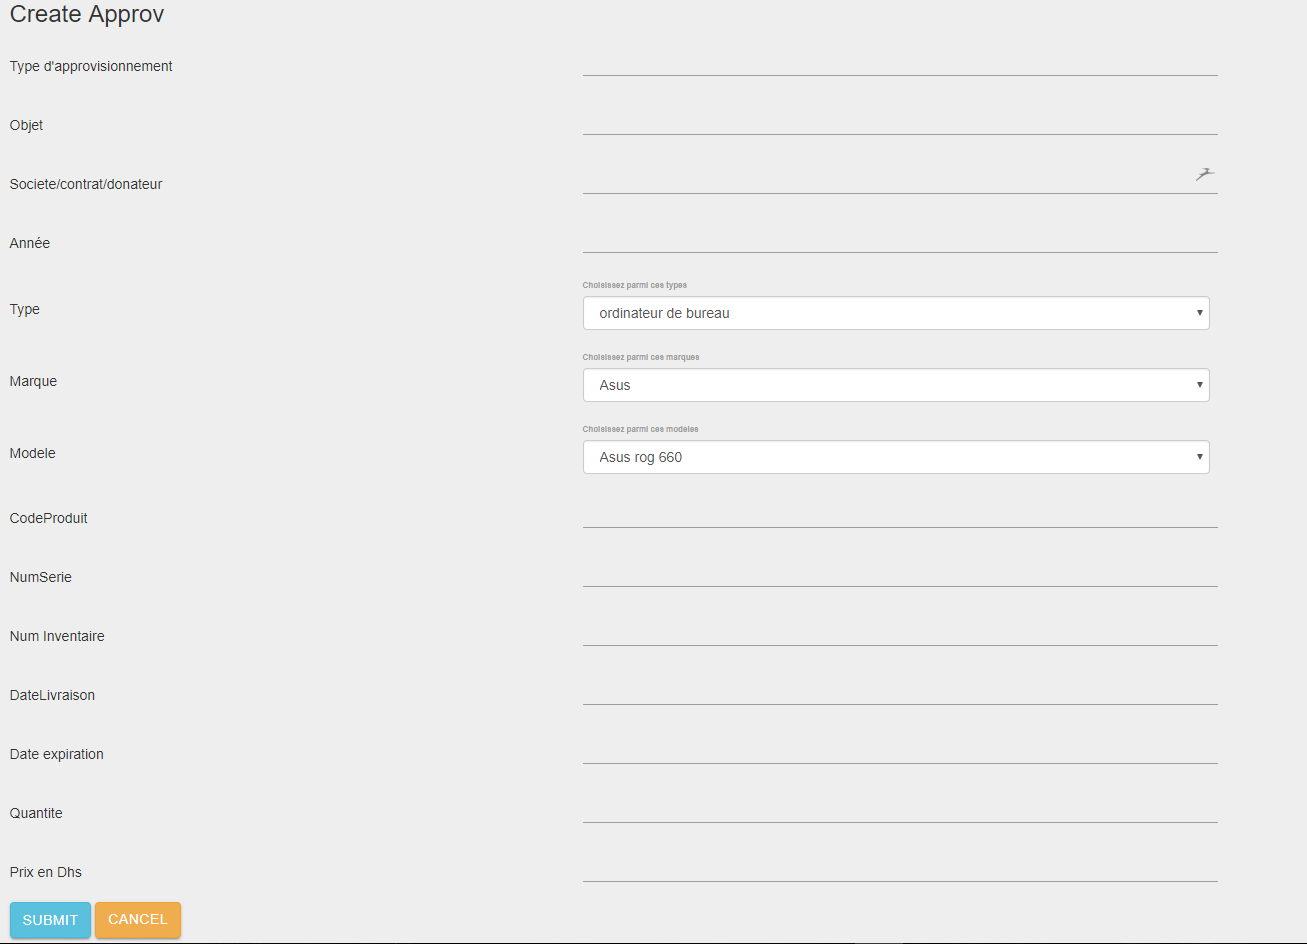 Create Approv
Type d'approvisionnement
Objet
Societe/contrat/donateur
Année
Choisissez parmi ces types
Type
ordinateur de bureau
Choisissez parmi ces marques
Marque
Asus
Choisissez parmi ces modeles
Modele
Asus rog 660
CodeProduit
NumSerie
Num Inventaire
DateLivraison
Date expiration
Quantite
Prix en Dhs
SUBMIT CANCEL